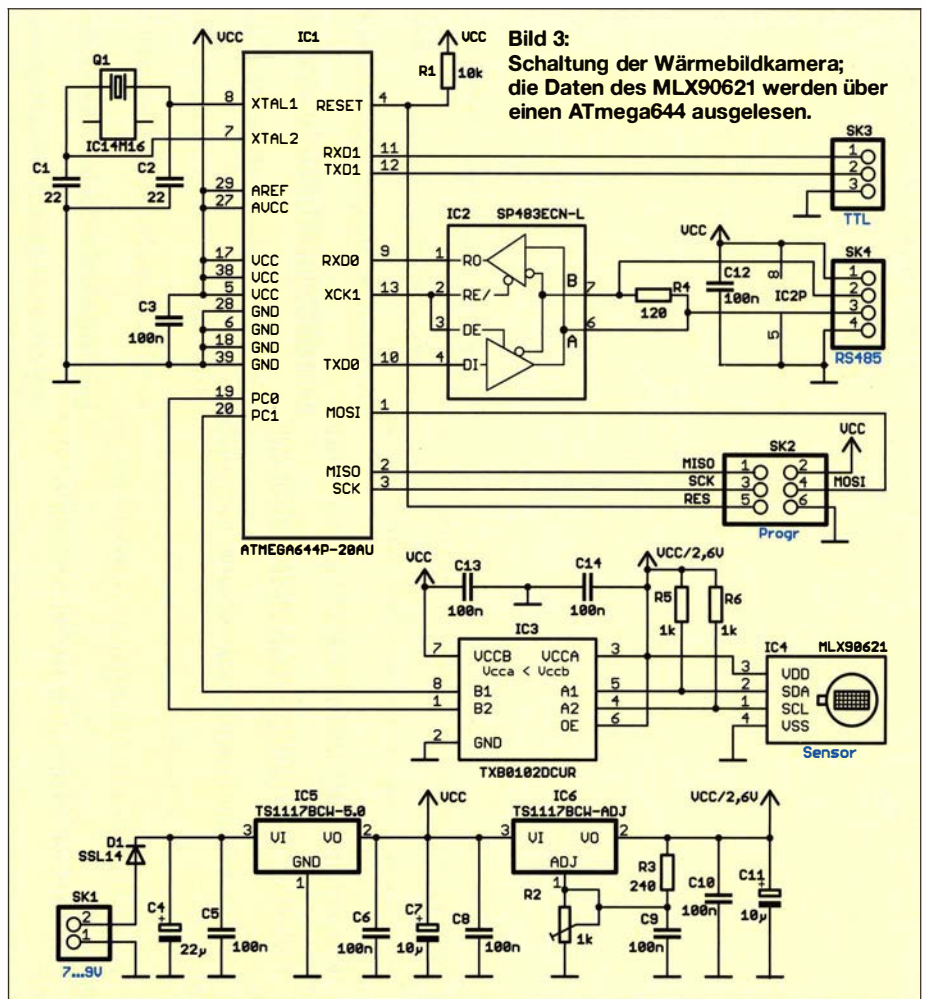 Bild 3:
Schaltung der Wärmebildkamera;
die Daten des MLX90621 werden über
einen ATmega644 ausgelesen.
VCC
IC1
VCC
R1
10k
Q1
IC14M16
C1
22
C2
22
8 XTAL1
7 XTAL2
RESET 4
RXD1 11
TXD1 12
SK3
1
2
3
TTL
29 AREF
27 AVCC
17 VCC
38 VCC
5 VCC
28 GND
6 GND
18 GND
39 GND
C3
100n
RXD0 9
XCK1 13
TXD0 10
IC2 SP483ECN-L
1 RO
2 RE/
3 DE
4 DI
B 7
A 6
R4
120
VCC
C12
100n
8
IC2P
5
SK4
1
2
3
4
RS485
19 PC0
20 PC1
MOSI 1
MISO 2
SCK 3
ATMEGA644P-20AU
SK2
VCC
MISO 1 2
SCK 3 4 MOSI
RES 5 6
Progr
VCC
C13
100n
C14
100n
VCC/2,6V
R5
1k
R6
1k
IC3
7 VCCB VCCA 3
Vcca < Vccb
8 B1 A1 5
1 B2 A2 4
OE 6
2 GND
TXB0102DCUR
IC4 MLX90621
3 VDD
2 SDA
1 SCL
4 VSS
Sensor
SK1
2
1
7...9V
D1
SSL14
C4
+
22µ
C5
100n
IC5
TS1117BCW-5.0
3 VI VO 2
GND
1
C6
100n
VCC
C7
+
10µ
C8
100n
IC6
TS1117BCW-ADJ
3 VI VO 2
ADJ
1
R2
1k
R3
240
C9
100n
C10
100n
VCC/2,6V
C11
+
10µ